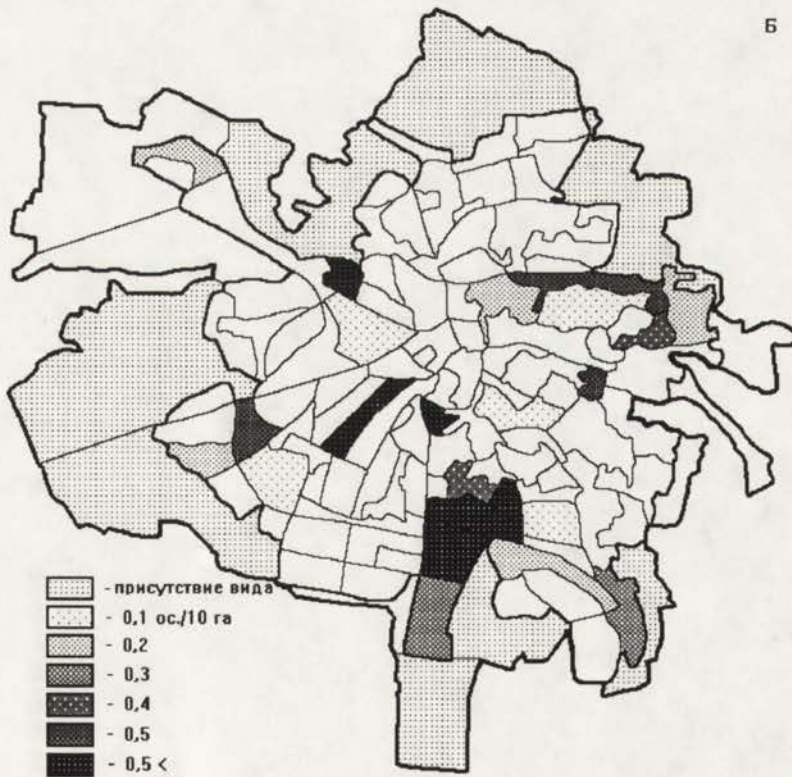 Б
- присутствие вида
- 0,1 ос./10 га
- 0,2
- 0,3
- 0,4
- 0,5
- 0,5 <